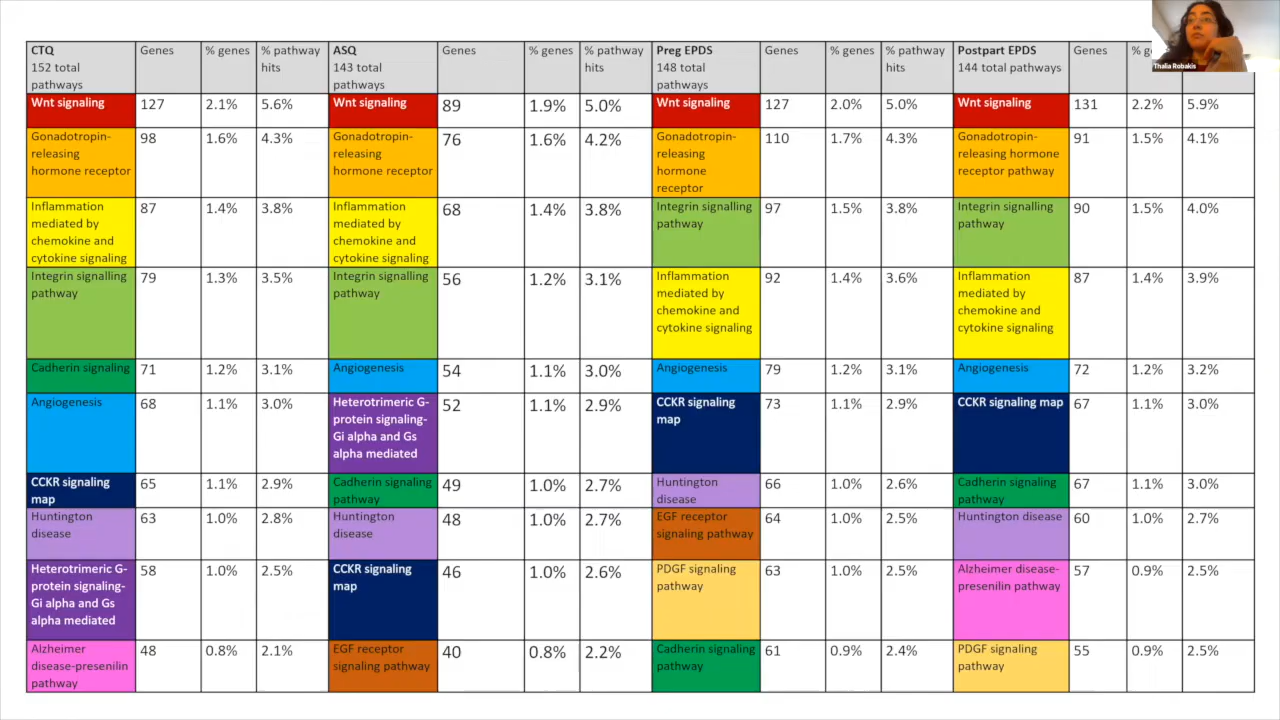 CTQ
152 total
pathways
Genes
% genes
% pathway
hits
ASQ
143 total
pathways
Genes
% genes
% pathway
hits
Preg EPDS
148 total
pathways
Genes
% genes
% pathway
hits
Postpart EPDS
144 total pathways
Genes
hits
Thalia Robakis
Wnt signaling
127
2.1%
5.6%
Wnt signaling
89
1.9%
5.0%
Wnt signaling
127
2.0%
5.0%
Wnt signaling
131
2.2%
5.9%
Gonadotropin-
releasing
hormone receptor
98
1.6%
4.3%
Gonadotropin-
releasing
hormone receptor
76
1.6%
4.2%
Gonadotropin-
releasing
hormone
receptor
110
1.7%
4.3%
Gonadotropin-
releasing hormone
receptor pathway
91
1.5%
4.1%
Inflammation
mediated by
chemokine and
cytokine signaling
87
1.4%
3.8%
Inflammation
mediated by
chemokine and
cytokine signaling
68
1.4%
3.8%
Integrin signalling
pathway
97
1.5%
3.8%
Integrin signalling
pathway
90
1.5%
4.0%
Integrin signalling
pathway
79
1.3%
3.5%
Integrin signalling
pathway
56
1.2%
3.1%
Inflammation
mediated by
chemokine and
cytokine signaling
92
1.4%
3.6%
Inflammation
mediated by
chemokine and
cytokine signaling
87
1.4%
3.9%
Cadherin signaling
71
1.2%
3.1%
Angiogenesis
54
1.1%
3.0%
Angiogenesis
79
1.2%
3.1%
Angiogenesis
72
1.2%
3.2%
Angiogenesis
68
1.1%
3.0%
Heterotrimeric G-
protein signaling-
Gi alpha and Gs
alpha mediated
52
1.1%
2.9%
CCKR signaling
map
73
1.1%
2.9%
CCKR signaling map
67
1.1%
3.0%
CCKR signaling
map
65
1.1%
2.9%
Cadherin signaling
pathway
49
1.0%
2.7%
Huntington
disease
66
1.0%
2.6%
Cadherin signaling
pathway
67
1.1%
3.0%
Huntington
disease
63
1.0%
2.8%
Huntington
disease
48
1.0%
2.7%
EGF receptor
signaling pathway
64
1.0%
2.5%
Huntington disease
60
1.0%
2.7%
Heterotrimeric G-
protein signaling-
Gi alpha and Gs
alpha mediated
58
1.0%
2.5%
CCKR signaling
map
46
1.0%
2.6%
PDGF signaling
pathway
63
1.0%
2.5%
Alzheimer disease-
presenilin pathway
57
0.9%
2.5%
Alzheimer
disease-presenilin
pathway
48
0.8%
2.1%
EGF receptor
signaling pathway
40
0.8%
2.2%
Cadherin signaling
pathway
61
0.9%
2.4%
PDGF signaling
pathway
55
0.9%
2.5%